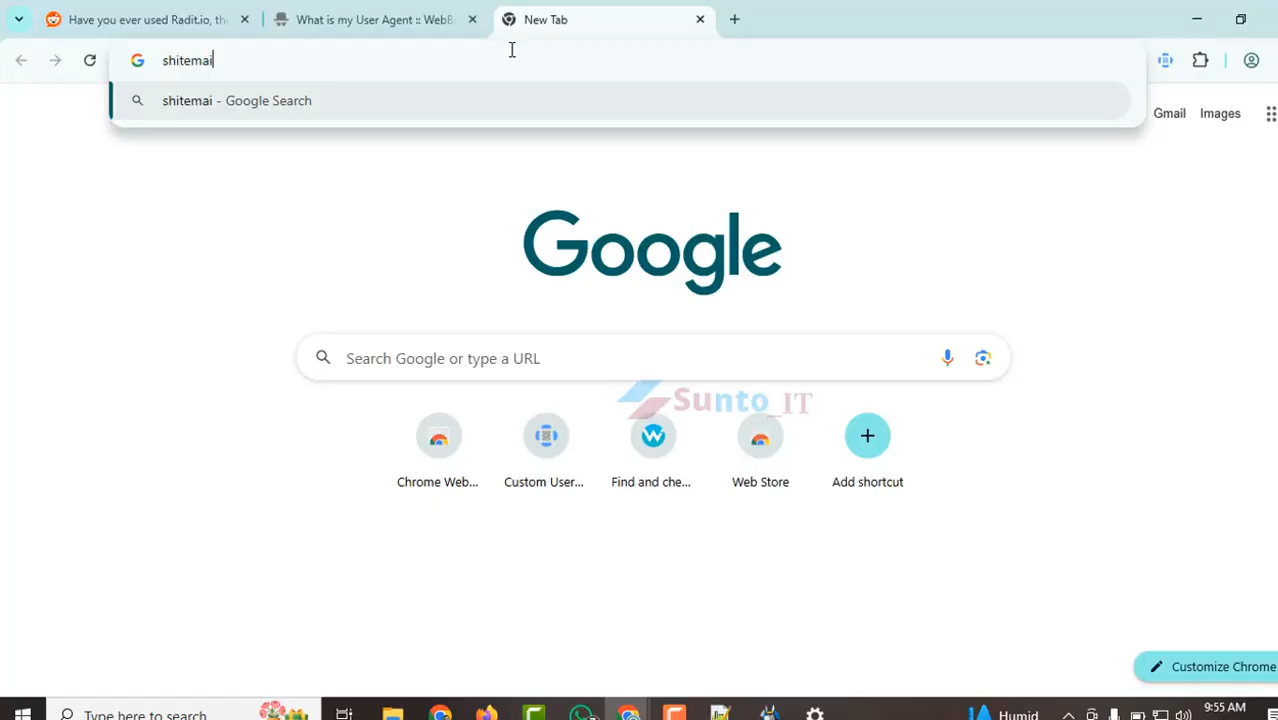 Have you ever used Radit.io, th
What is my User Agent :: WebB
New Tab
shitemai
shitemai - Google Search
Gmail Images
Google
Search Google or type a URL
Sunto_IT
Chrome Web... Custom User... Find and che... Web Store Add shortcut
Customize Chrome
Type here to search
Humid
9:55 AM